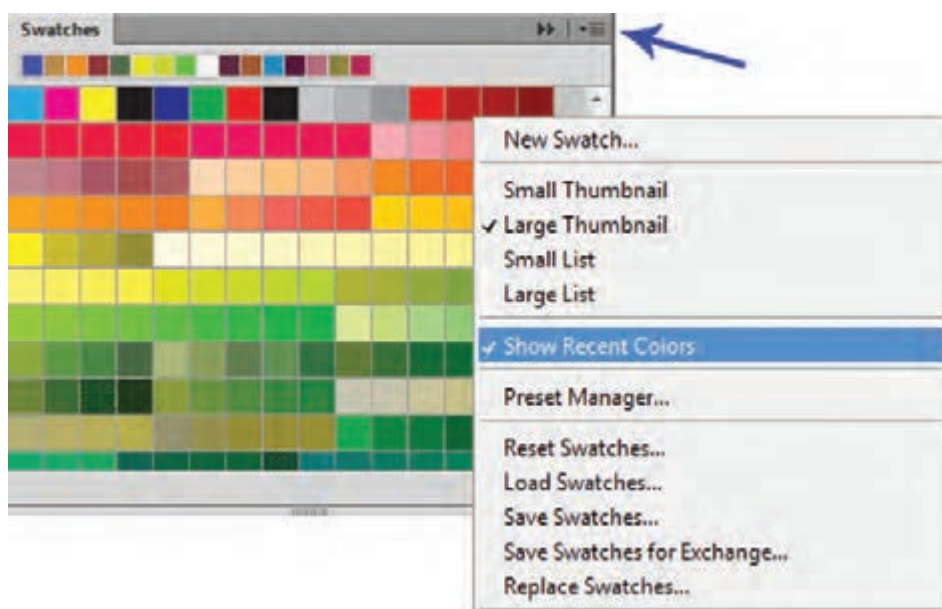 Swatches
New Swatch...
Small Thumbnail
Large Thumbnail
Small List
Large List
Show Recent Colors
Preset Manager...
Reset Swatches...
Load Swatches...
Save Swatches...
Save Swatches for Exchange...
Replace Swatches...